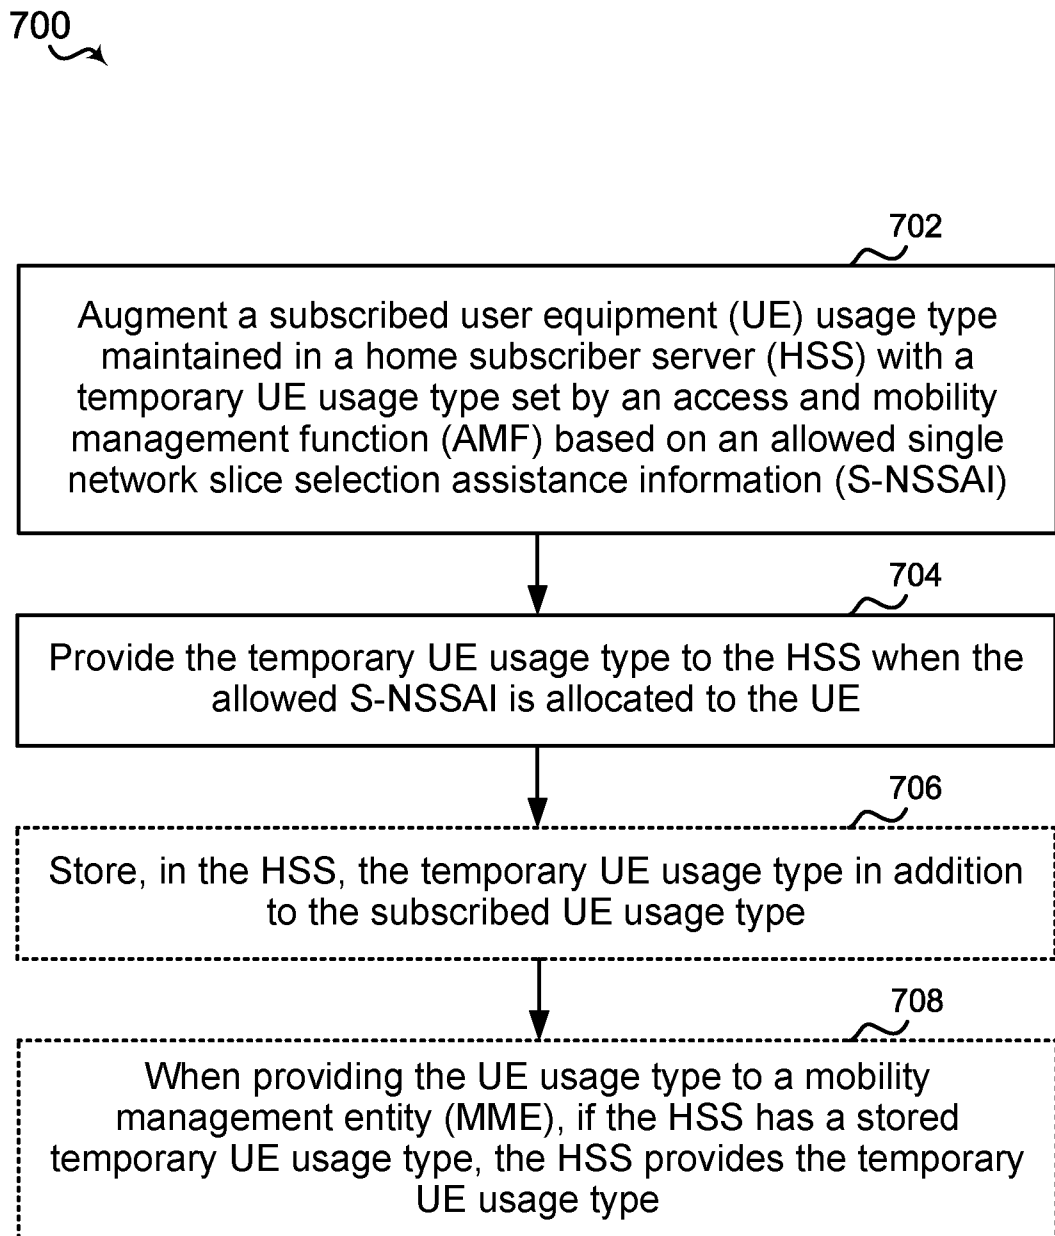 700
702
Augment a subscribed user equipment (UE) usage type
maintained in a home subscriber server (HSS) with a
temporary UE usage type set by an access and mobility
management function (AMF) based on an allowed single
network slice selection assistance information (S-NSSAI)
704
Provide the temporary UE usage type to the HSS when the
allowed S-NSSAI is allocated to the UE
706
Store, in the HSS, the temporary UE usage type in addition
to the subscribed UE usage type
708
When providing the UE usage type to a mobility
management entity (MME), if the HSS has a stored
temporary UE usage type, the HSS provides the temporary
UE usage type